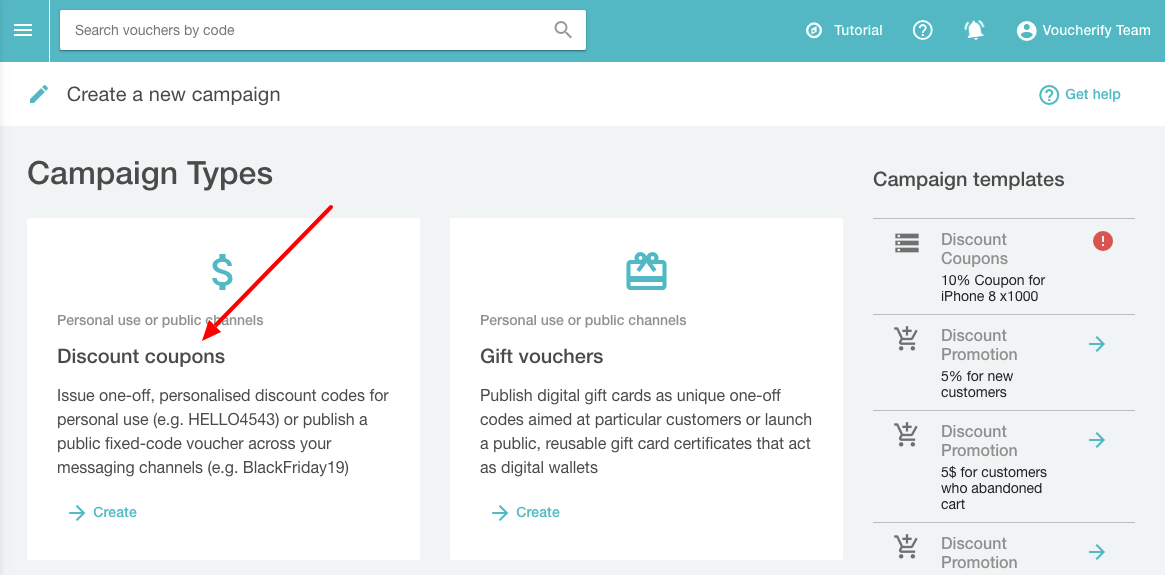 Search vouchers by code
Tutorial
Voucherify Team
Create a new campaign
Get help
Campaign Types
Personal use or public channels
Discount coupons
Issue one-off, personalised discount codes for
personal use (e.g. HELLO4543) or publish a
public fixed-code voucher across your
messaging channels (e.g. BlackFriday19)
Create
Personal use or public channels
Gift vouchers
Publish digital gift cards as unique one-off
codes aimed at particular customers or launch
a public, reusable gift card certificates that act
as digital wallets
Create
Campaign templates
Discount
Coupons
10% Coupon for
iPhone 8 x1000
Discount
Promotion
5% for new
customers
Discount
Promotion
5$ for customers
who abandoned
cart
Discount
Promotion